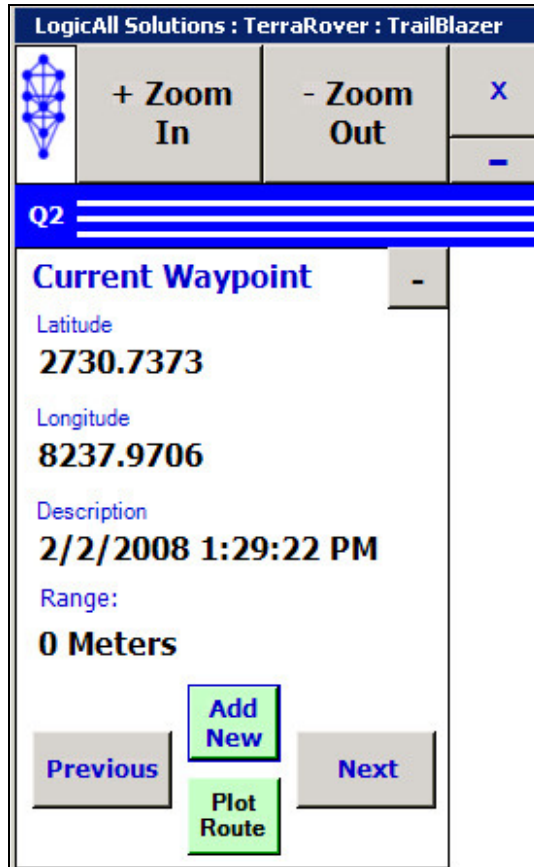 LogicAll Solutions : TerraRover : TrailBlazer
+ Zoom
In
- Zoom
Out
X
-
Q2
Current Waypoint
-
Latitude
2730.7373
Longitude
8237.9706
Description
2/2/2008 1:29:22 PM
Range:
0 Meters
Previous
Add
New
Next
Plot
Route